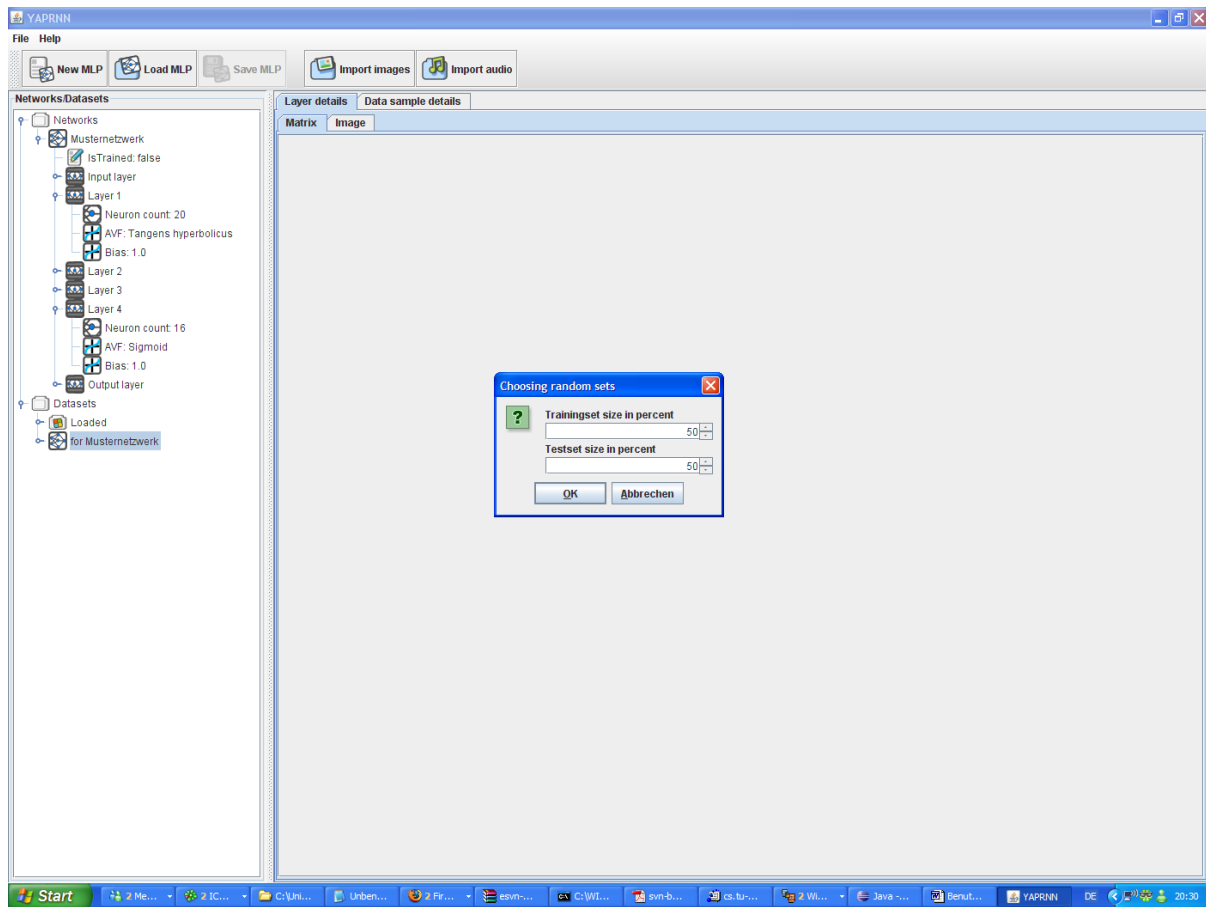 YAPRNN
File Help
New MLP Load MLP Save MLP Import images Import audio
Networks/Datasets
Layer details Data sample details
Matrix Image
Networks
Musternetzwerk
IsTrained: false
Input layer
Layer 1
Neuron count: 20
AVF: Tangens hyperbolicus
Bias: 1.0
Layer 2
Layer 3
Layer 4
Neuron count: 16
AVF: Sigmoid
Bias: 1.0
Output layer
Datasets
Loaded
for Musternetzwerk
Choosing random sets
Trainingset size in percent
50
Testset size in percent
50
OK Abbrechen
Start 2 Me... 2 IC... C:\Uni... Unben... 2 Fir... esvn-... C:\WI... svn-b... cs.tu-... 2 Wi... Java -... Benut... YAPRNN DE 20:30